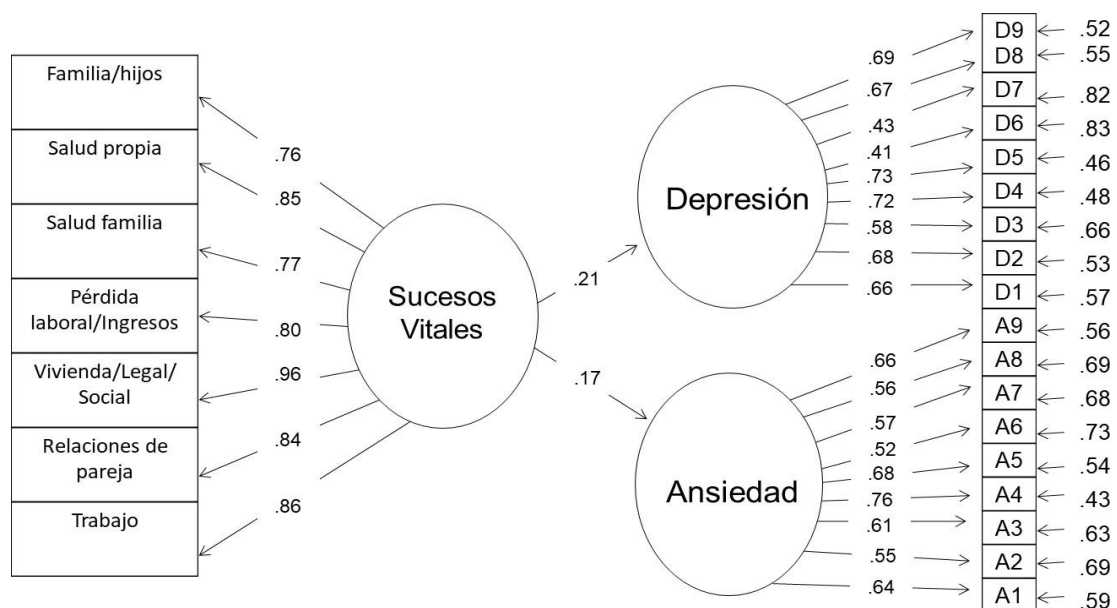 Familia/hijos
Salud propia
Salud familia
Pérdida
laboral/Ingresos
Vivienda/Legal/
Social
Relaciones de
pareja
Trabajo
.76
.85
.77
.80
.96
.84
.86
Sucesos
Vitales
.21
.17
Depresión
Ansiedad
.69
.67
.43
.41
.73
.72
.58
.68
.66
.66
.56
.57
.52
.68
.76
.61
.55
.64
D9 .52
D8 .55
D7 .82
D6 .83
D5 .46
D4 .48
D3 .66
D2 .53
D1 .57
A9 .56
A8 .69
A7 .68
A6 .73
A5 .54
A4 .43
A3 .63
A2 .69
A1 .59